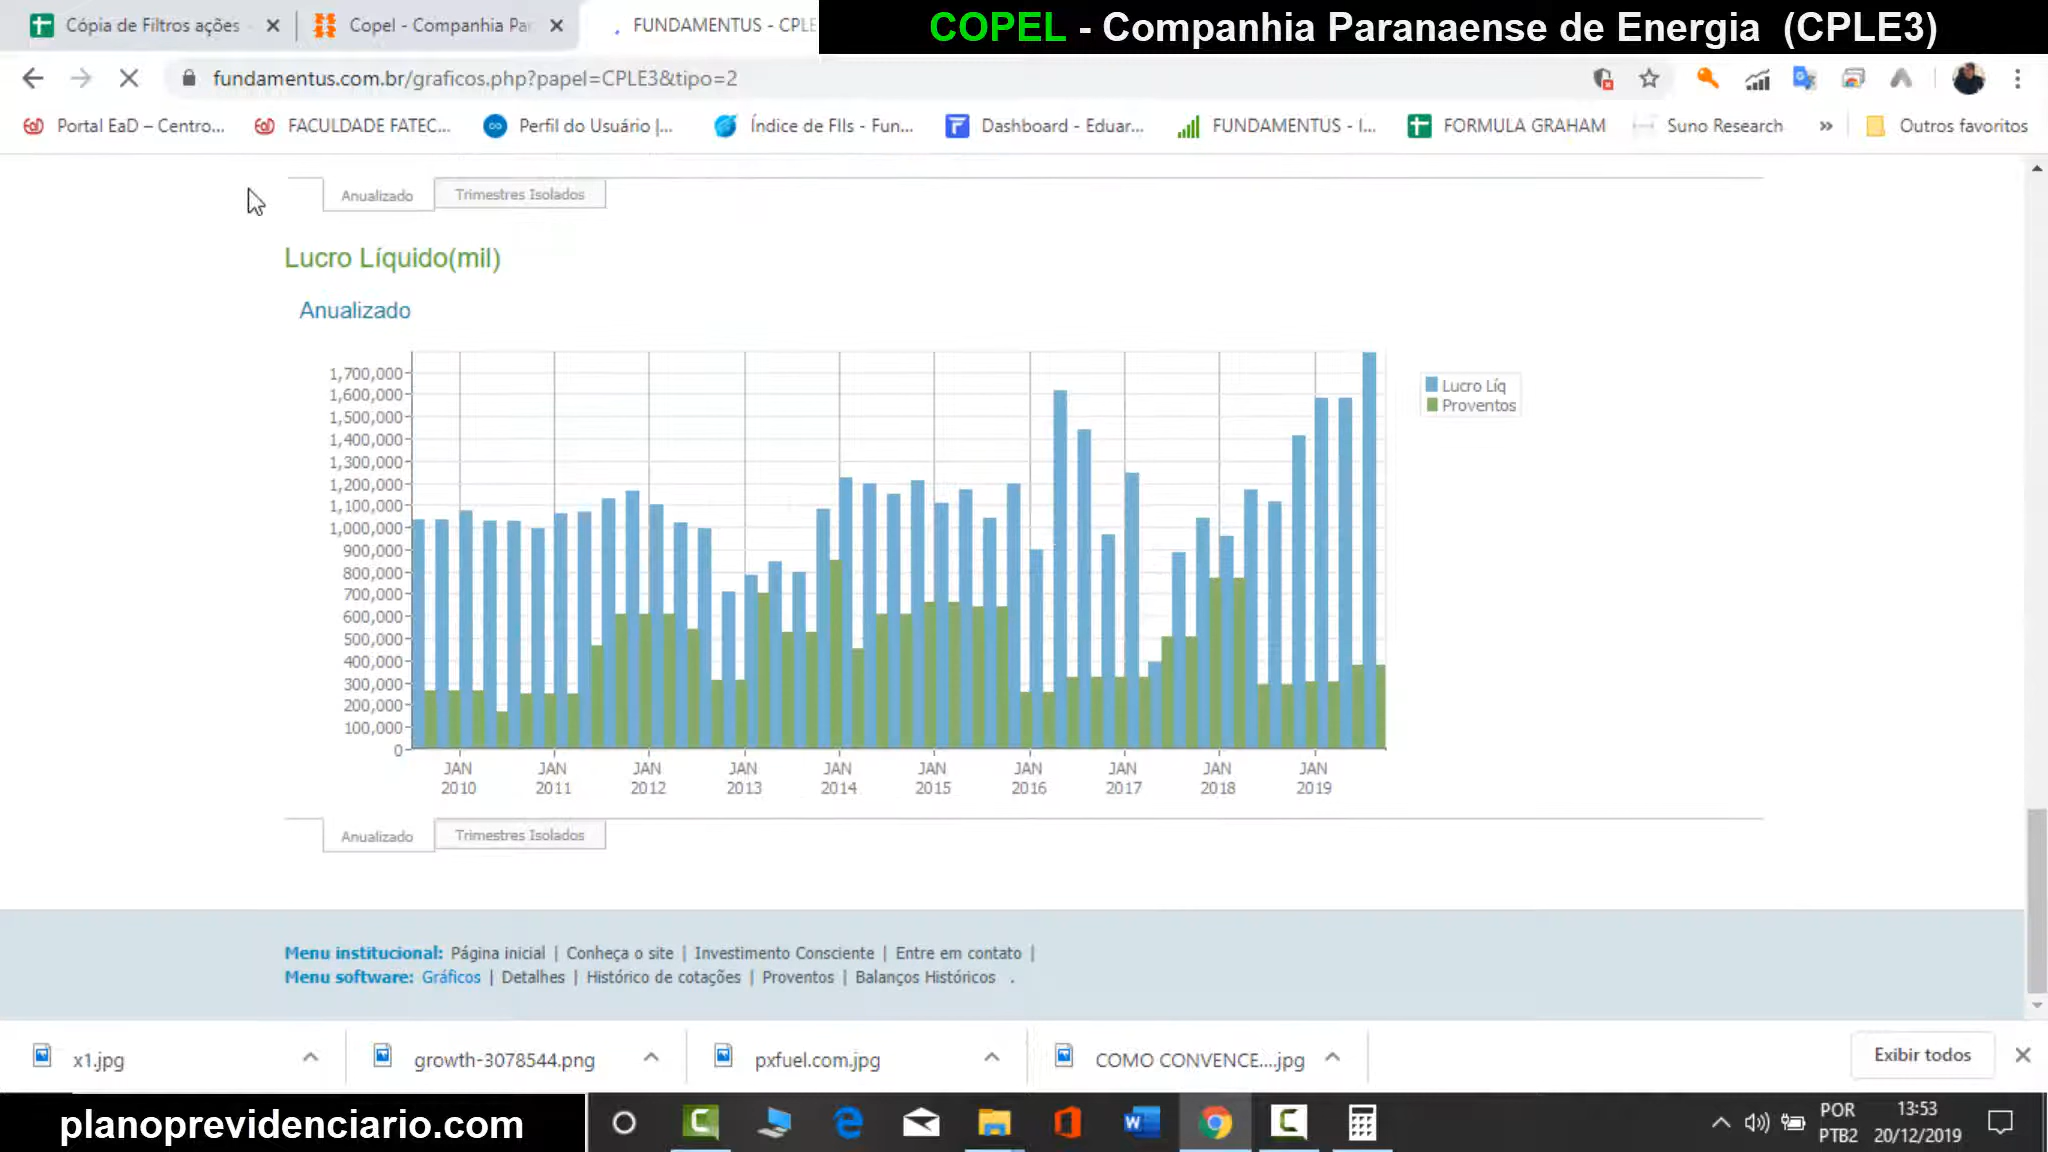 Cópia de Filtros ações -
Copel - Companhia Par
FUNDAMENTUS - CPLE
COPEL - Companhia Paranaense de Energia (CPLE3)
fundamentus.com.br/graficos.php?papel=CPLE3&tipo=2
Portal EaD – Centro...
FACULDADE FATEC...
Perfil do Usuário |...
Índice de FIIs - Fun...
Dashboard - Eduar...
FUNDAMENTUS - I...
FORMULA GRAHAM
Suno Research
»
Outros favoritos
Anualizado
Trimestres Isolados
Lucro Líquido(mil)
Anualizado
1,700,000
1,600,000
1,500,000
1,400,000
1,300,000
1,200,000
1,100,000
1,000,000
900,000
800,000
700,000
600,000
500,000
400,000
300,000
200,000
100,000
0
Lucro Líq
Proventos
JAN 2010
JAN 2011
JAN 2012
JAN 2013
JAN 2014
JAN 2015
JAN 2016
JAN 2017
JAN 2018
JAN 2019
Anualizado
Trimestres Isolados
Menu institucional: Página inicial | Conheça o site | Investimento Consciente | Entre em contato |
Menu software: Gráficos | Detalhes | Histórico de cotações | Proventos | Balanços Históricos .
x1.jpg
growth-3078544.png
pxfuel.com.jpg
COMO CONVENCE....jpg
Exibir todos
planoprevidenciario.com
POR
PTB2
13:53
20/12/2019